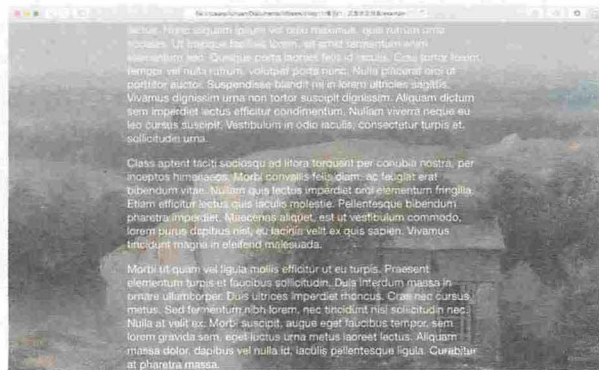 lectus. Nunc aliquam ipsum vel odio maximus, quis rutrum urna
sodales. Ut tristique facilisis lorem, sit amet fermentum enim
elementum sed. Quisque porta laoreet felis id iaculis. Cras tortor lorem,
tempor vel nulla rutrum, volutpat porta nunc. Nulla placerat orci ut
porttitor auctor. Suspendisse blandit mi in lorem ultricies sagittis.
Vivamus dignissim urna non tortor suscipit dignissim. Aliquam dictum
sem imperdiet lectus efficitur condimentum. Nullam viverra neque eu
leo cursus suscipit. Vestibulum in odio iaculis, consectetur turpis et,
sollicitudin urna.
Class aptent taciti sociosqu ad litora torquent per conubia nostra, per
inceptos himenaeos. Morbi convallis felis diam, ac feugiat erat
bibendum vitae. Nullam quis lectus imperdiet orci elementum fringilla.
Etiam efficitur lectus quis iaculis molestie. Pellentesque bibendum
pharetra imperdiet. Maecenas aliquet, est ut vestibulum commodo,
lorem purus dapibus nisl, eu lacinia velit ex quis sapien. Vivamus
tincidunt magna in eleifend malesuada.
Morbi ut quam vel ligula mollis efficitur ut eu turpis. Praesent
elementum turpis et faucibus sollicitudin. Duis interdum massa in
ornare ullamcorper. Duis ultrices imperdiet rhoncus. Cras nec cursus
metus. Sed fermentum nibh lorem, nec tincidunt nisl sollicitudin nec.
Nulla at velit ex. Morbi suscipit, augue eget faucibus tempor, sem
lorem gravida sem, eget luctus urna metus laoreet lectus. Aliquam
massa dolor, dapibus vel nulla id, iaculis pellentesque ligula. Curabitur
at pharetra massa.